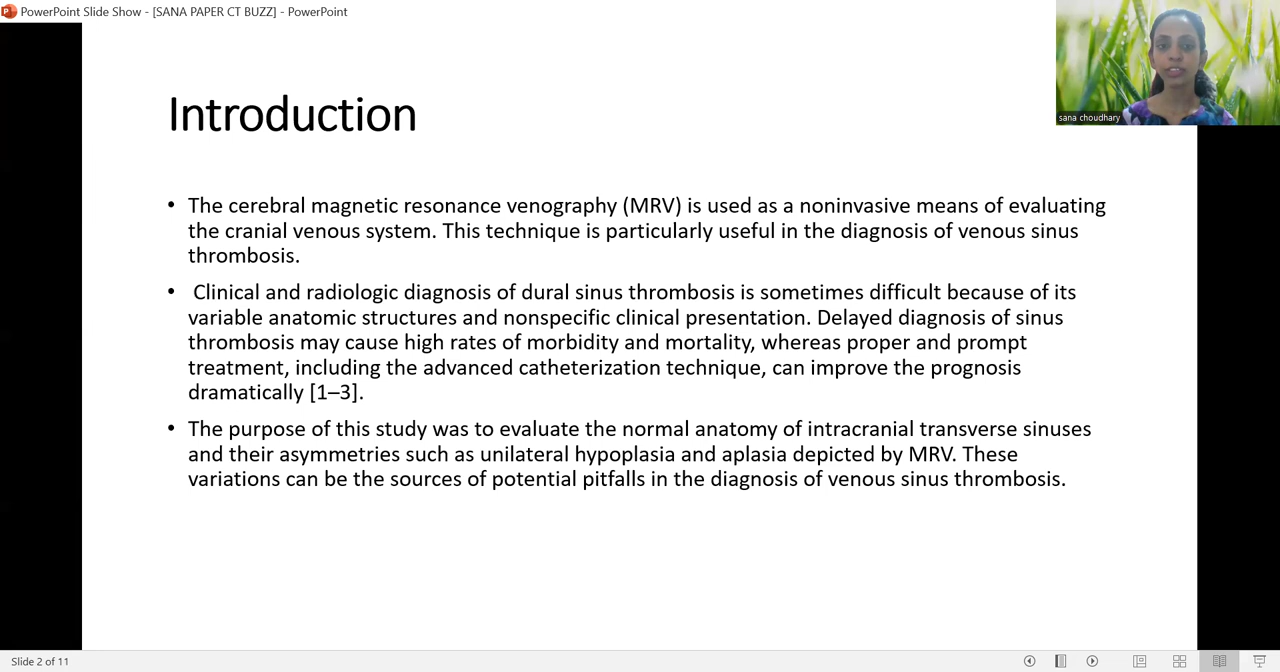 PowerPoint Slide Show - [SANA PAPER CT BUZZ] - PowerPoint
sana choudhary
Introduction
• The cerebral magnetic resonance venography (MRV) is used as a noninvasive means of evaluating
the cranial venous system. This technique is particularly useful in the diagnosis of venous sinus
thrombosis.
• Clinical and radiologic diagnosis of dural sinus thrombosis is sometimes difficult because of its
variable anatomic structures and nonspecific clinical presentation. Delayed diagnosis of sinus
thrombosis may cause high rates of morbidity and mortality, whereas proper and prompt
treatment, including the advanced catheterization technique, can improve the prognosis
dramatically [1–3].
• The purpose of this study was to evaluate the normal anatomy of intracranial transverse sinuses
and their asymmetries such as unilateral hypoplasia and aplasia depicted by MRV. These
variations can be the sources of potential pitfalls in the diagnosis of venous sinus thrombosis.
Slide 2 of 11